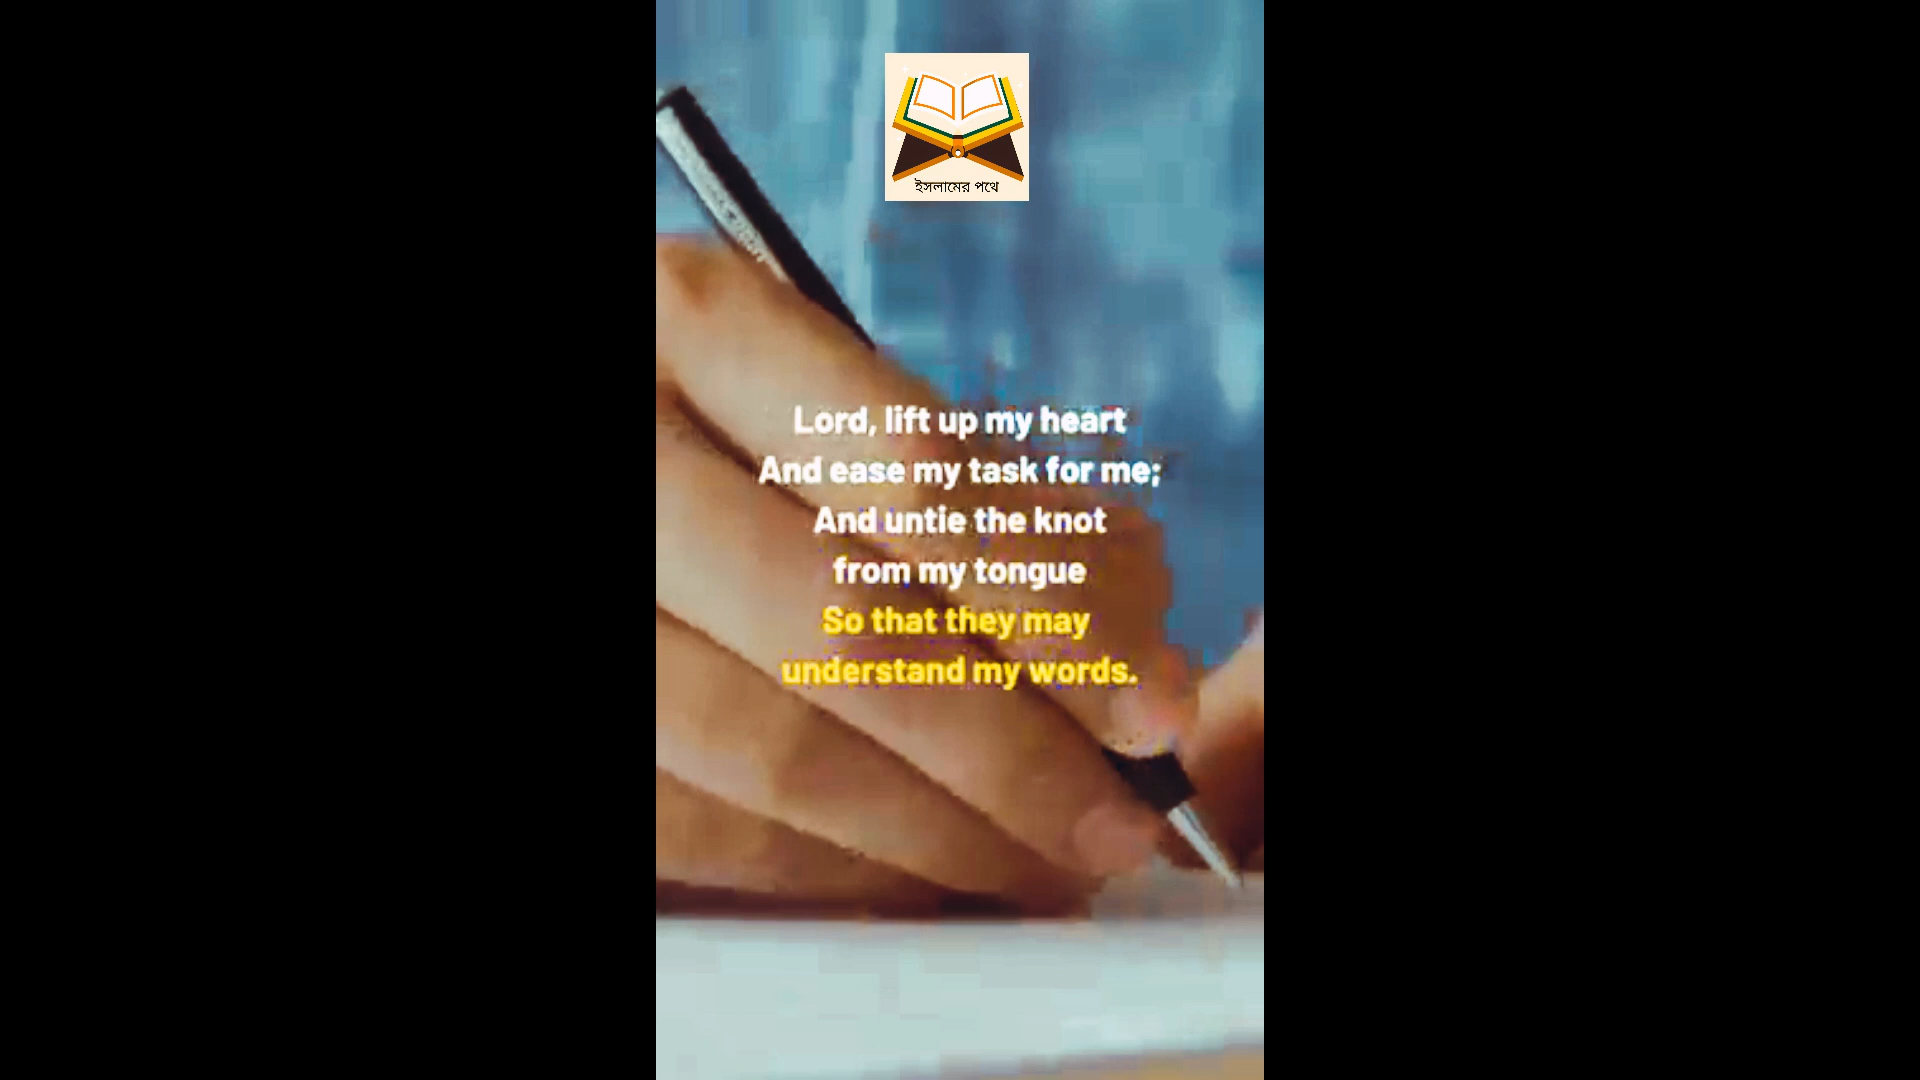 ইসলামের পথে
Lord, lift up my heart
And ease my task for me;
And untie the knot
from my tongue
So that they may
understand my words.